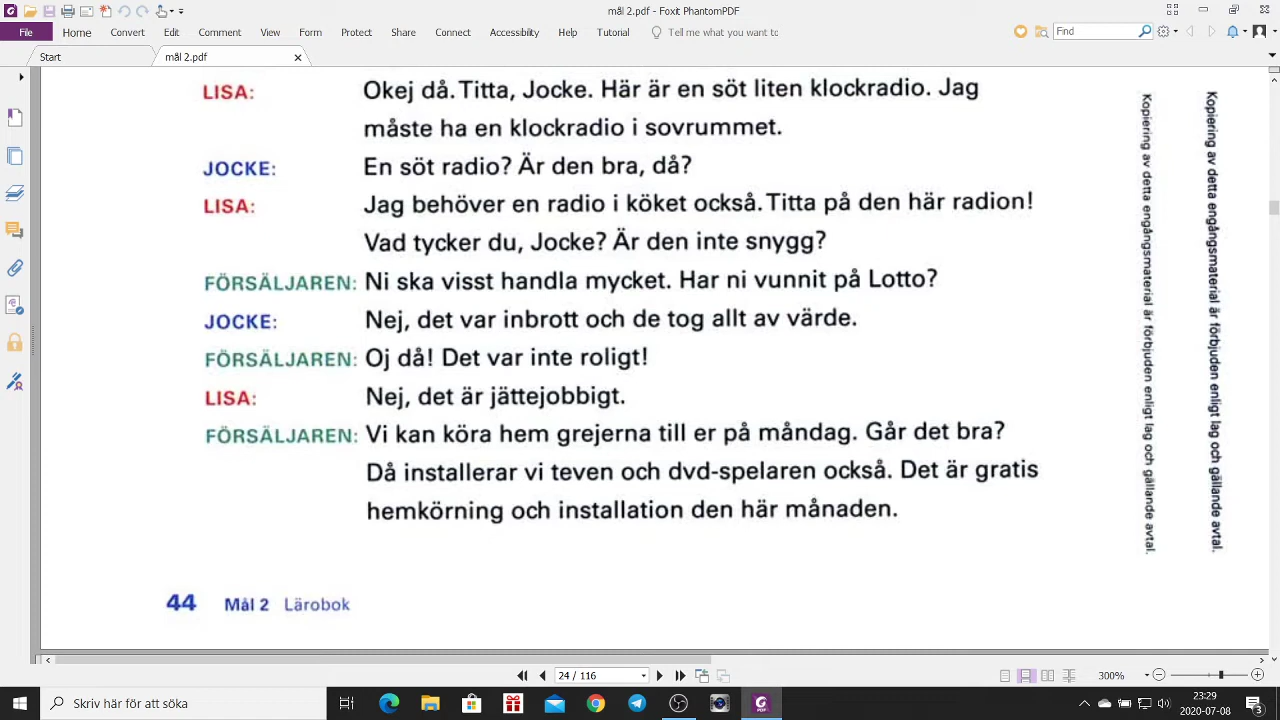 mål 2.pdf - Foxit PhantomPDF
File Home Convert Edit Comment View Form Project Share Connect Accessibility Help Tutorial Tell me what you want to Find
Start mål 2.pdf
LISA: Okej då. Titta, Jocke. Här är en söt liten klockradio. Jag
måste ha en klockradio i sovrummet.
JOCKE: En söt radio? Är den bra, då?
LISA: Jag behöver en radio i köket också. Titta på den här radion!
Vad tycker du, Jocke? Är den inte snygg?
FÖRSÄLJAREN: Ni ska visst handla mycket. Har ni vunnit på Lotto?
JOCKE: Nej, det var inbrott och de tog allt av värde.
FÖRSÄLJAREN: Oj då! Det var inte roligt!
LISA: Nej, det är jättejobbigt.
FÖRSÄLJAREN: Vi kan köra hem grejerna till er på måndag. Går det bra?
Då installerar vi teven och dvd-spelaren också. Det är gratis
hemkörning och installation den här månaden.
Kopiering av detta engångsmaterial är förbjuden enligt lag och gällande avtal.
Kopiering av detta engångsmaterial är förbjuden enligt lag och gällande avtal.
44 Mål 2 Lärobok
24 / 116 300%
Skriv här för att söka
23:29
2020-07-08
3